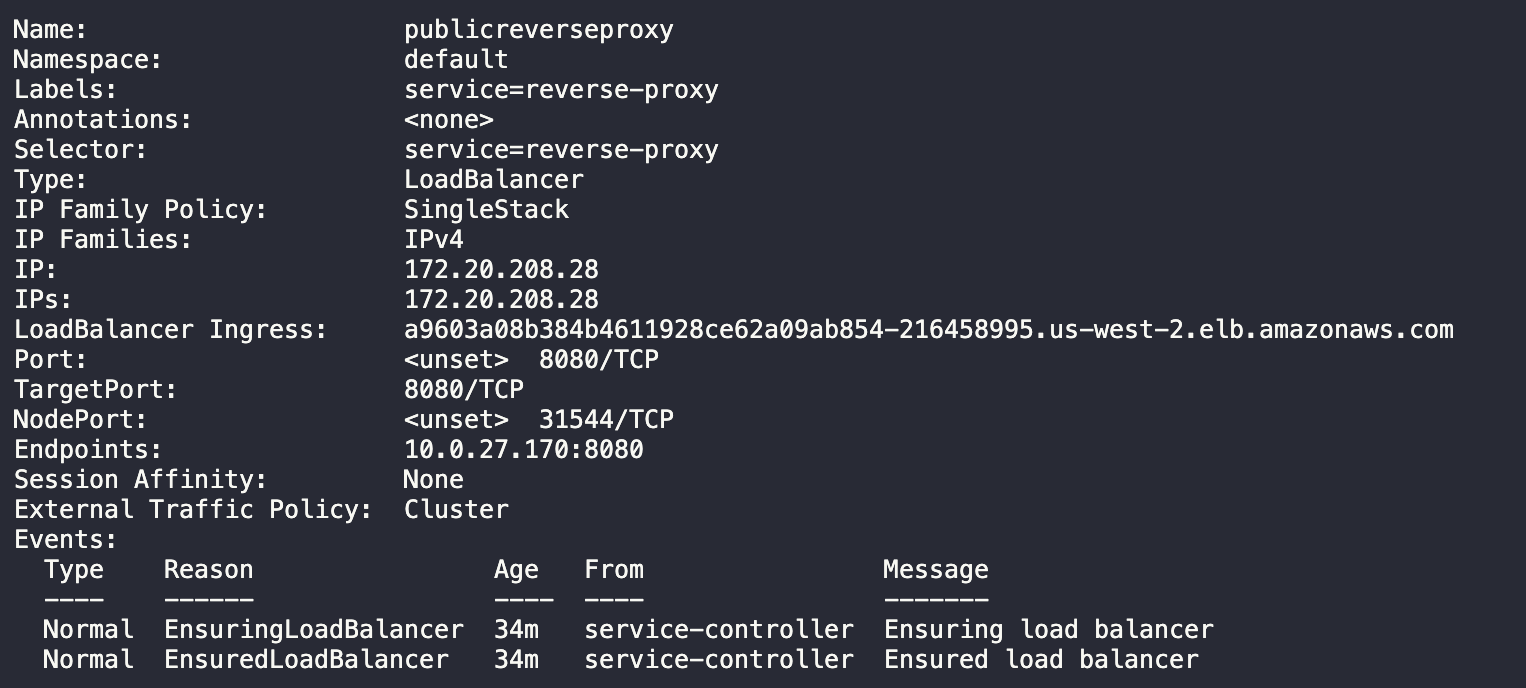 Name:                     publicreverseproxy
Namespace:                default
Labels:                   service=reverse-proxy
Annotations:              <none>
Selector:                 service=reverse-proxy
Type:                     LoadBalancer
IP Family Policy:         SingleStack
IP Families:              IPv4
IP:                       172.20.208.28
IPs:                      172.20.208.28
LoadBalancer Ingress:     a9603a08b384b4611928ce62a09ab854-216458995.us-west-2.elb.amazonaws.com
Port:                     <unset>  8080/TCP
TargetPort:               8080/TCP
NodePort:                 <unset>  31544/TCP
Endpoints:                10.0.27.170:8080
Session Affinity:         None
External Traffic Policy:  Cluster
Events:
  Type    Reason                Age   From                Message
  ----    ------                ----  ----                -------
  Normal  EnsuringLoadBalancer  34m   service-controller  Ensuring load balancer
  Normal  EnsuredLoadBalancer   34m   service-controller  Ensured load balancer